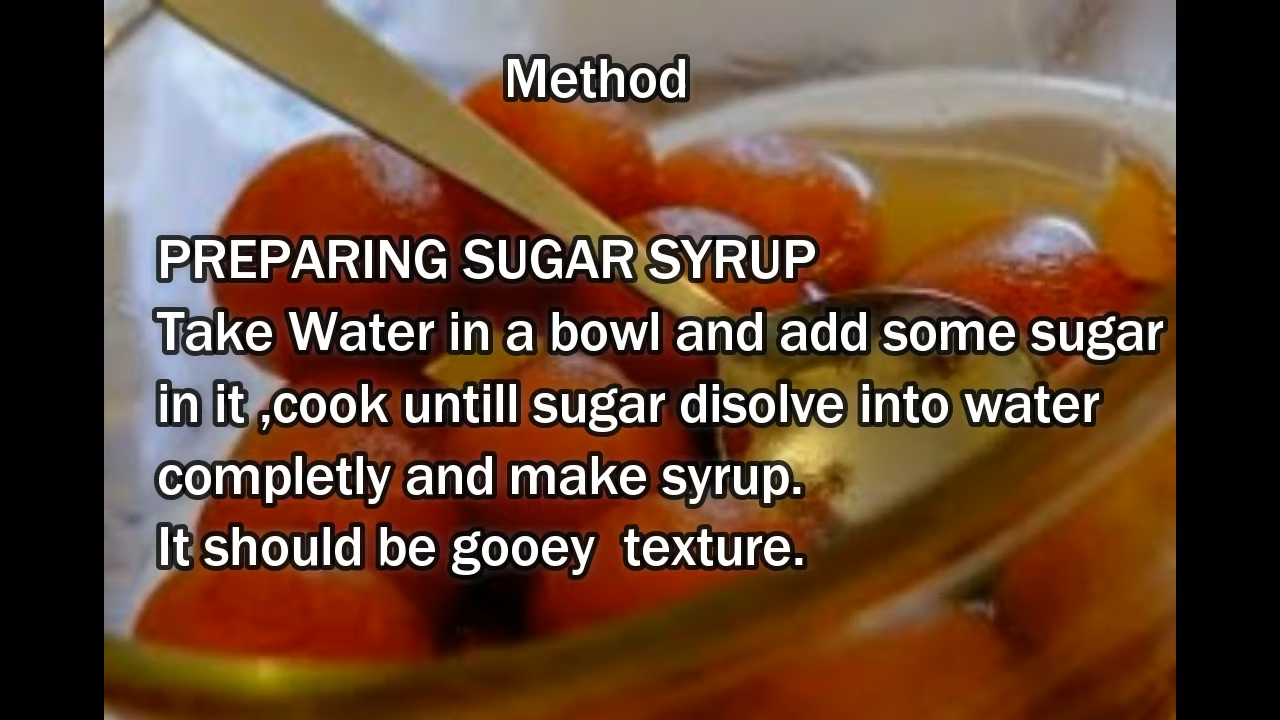 Method
PREPARING SUGAR SYRUP
Take Water in a bowl and add some sugar
in it ,cook untill sugar disolve into water
completly and make syrup.
It should be gooey  texture.